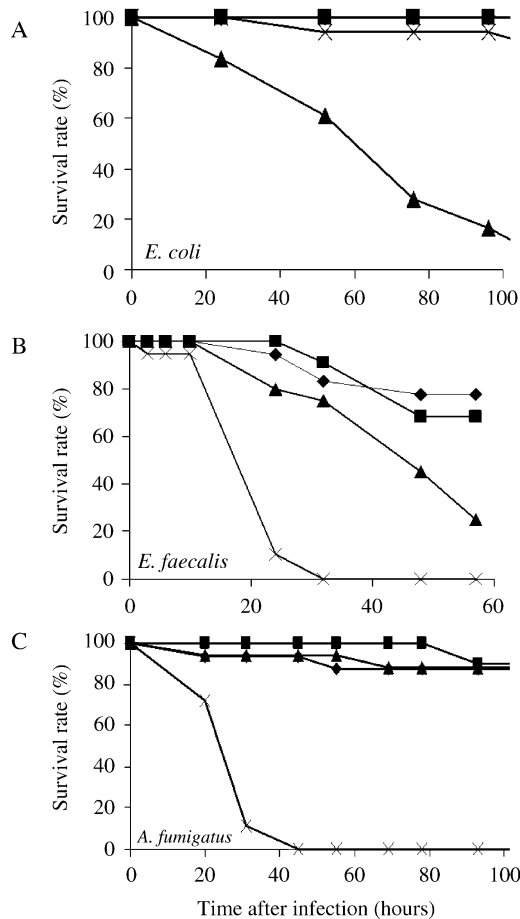 A
100
80
60
40
20
0
Survival rate (%)
E. coli
0 20 40 60 80 100
B
100
80
60
40
20
0
Survival rate (%)
E. faecalis
0 20 40 60
C
100
80
60
40
20
0
Survival rate (%)
A. fumigatus
0 20 40 60 80 100
Time after infection (hours)